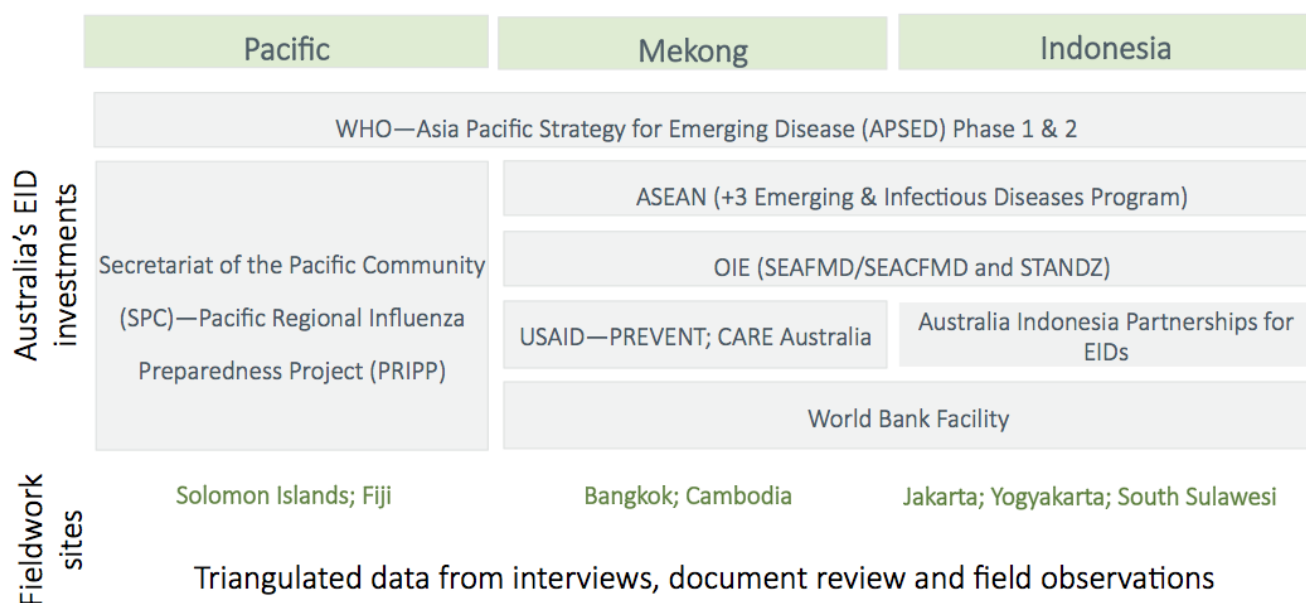 Pacific
Mekong
Indonesia
Australia's EID
investments
WHO—Asia Pacific Strategy for Emerging Disease (APSED) Phase 1 & 2
Secretariat of the Pacific Community
(SPC)—Pacific Regional Influenza
Preparedness Project (PRIPP)
ASEAN (+3 Emerging & Infectious Diseases Program)
OIE (SEAFMD/SEACFMD and STANDZ)
USAID—PREVENT; CARE Australia
Australia Indonesia Partnerships for
EIDs
World Bank Facility
Fieldwork
sites
Solomon Islands; Fiji
Bangkok; Cambodia
Jakarta; Yogyakarta; South Sulawesi
Triangulated data from interviews, document review and field observations